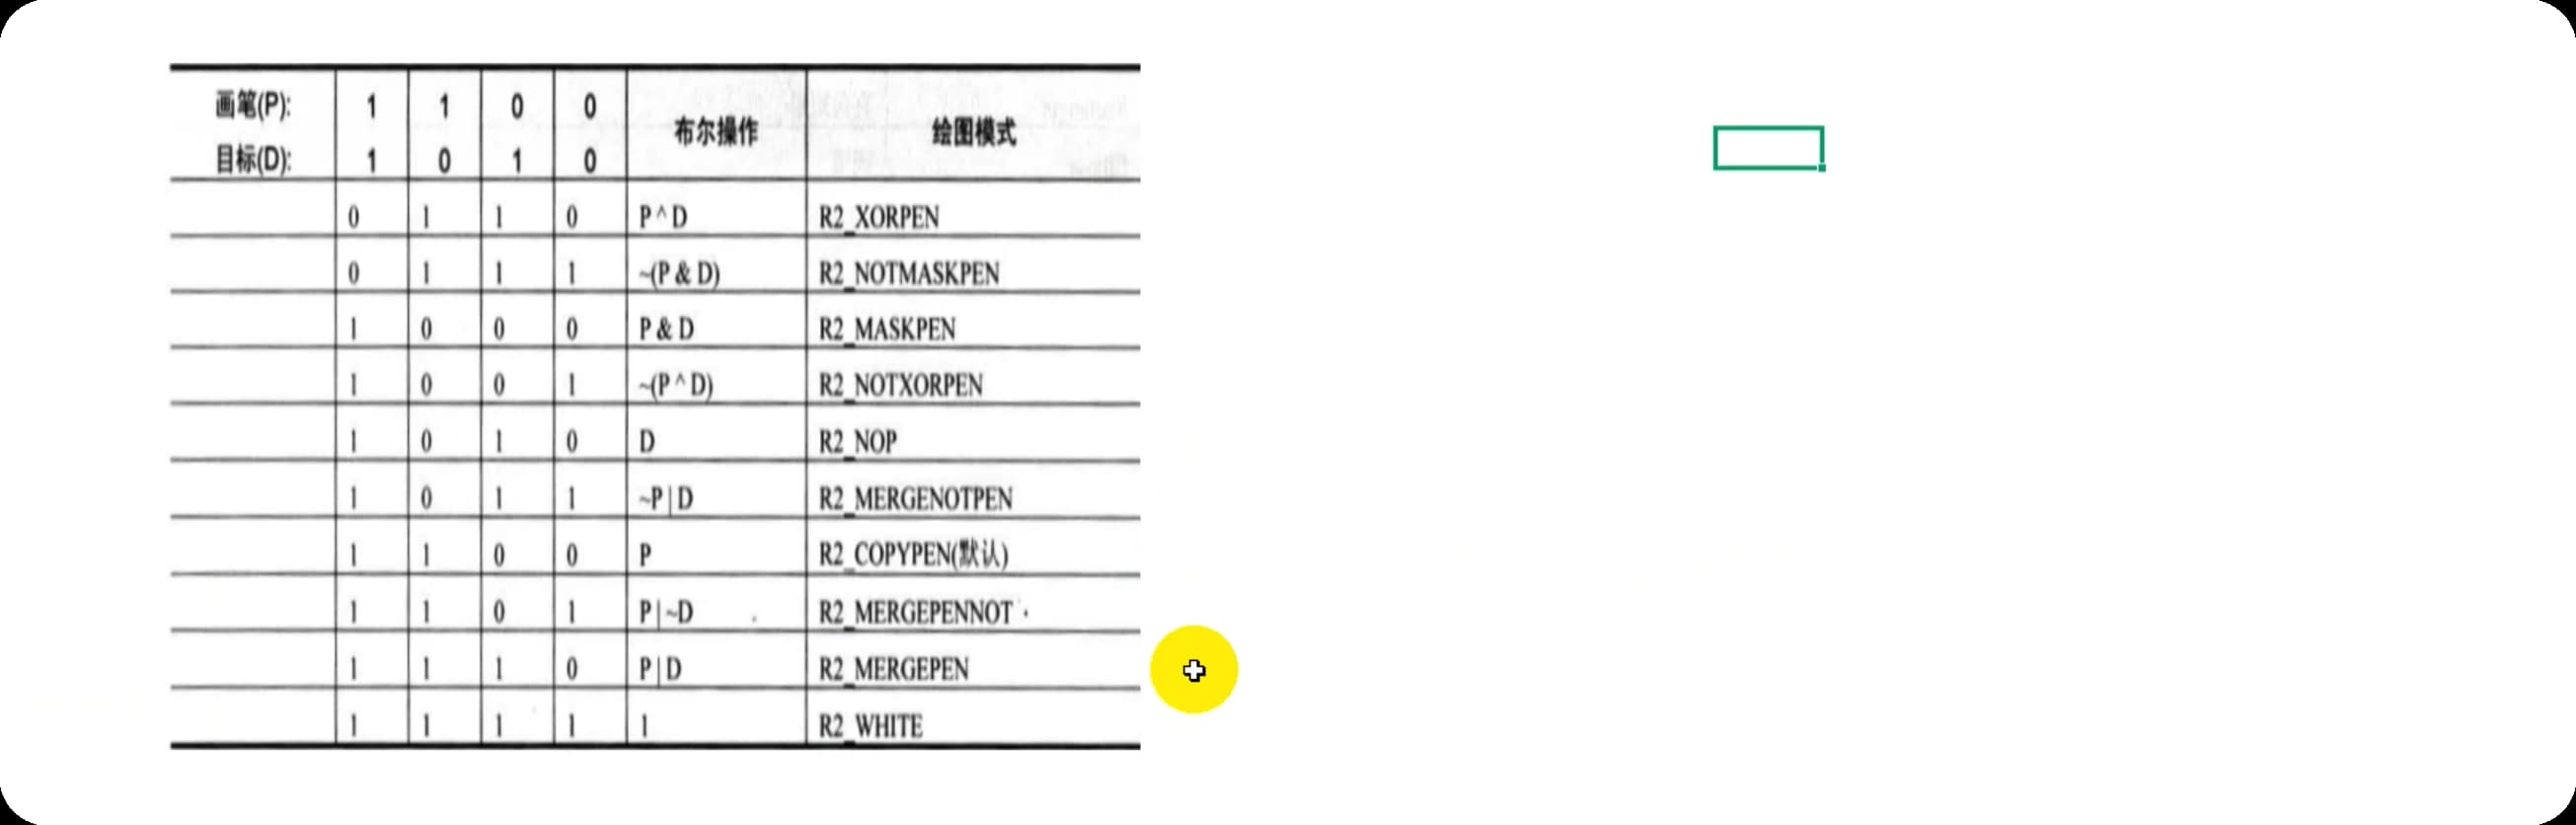 画笔(P): 1 1 0 0 布尔操作 绘图模式
目标(D): 1 0 1 0
0 1 1 0 P ^ D R2_XORPEN
0 1 1 1 ~(P & D) R2_NOTMASKPEN
1 0 0 0 P & D R2_MASKPEN
1 0 0 1 ~(P ^ D) R2_NOTXORPEN
1 0 1 0 D R2_NOP
1 0 1 1 ~P | D R2_MERGENOTPEN
1 1 0 0 P R2_COPYPEN(默认)
1 1 0 1 P | ~D R2_MERGEPENNOT
1 1 1 0 P | D R2_MERGEPEN
1 1 1 1 1 R2_WHITE